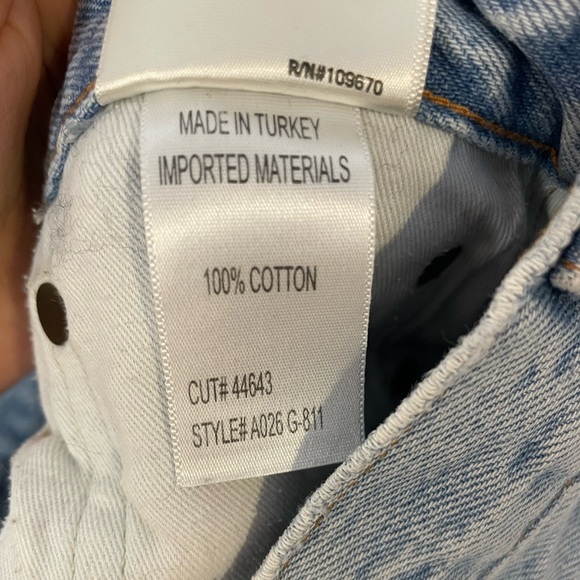 R/N#109670
MADE IN TURKEY
IMPORTED MATERIALS
100% COTTON
CUT# 44643
STYLE# A026 G-811